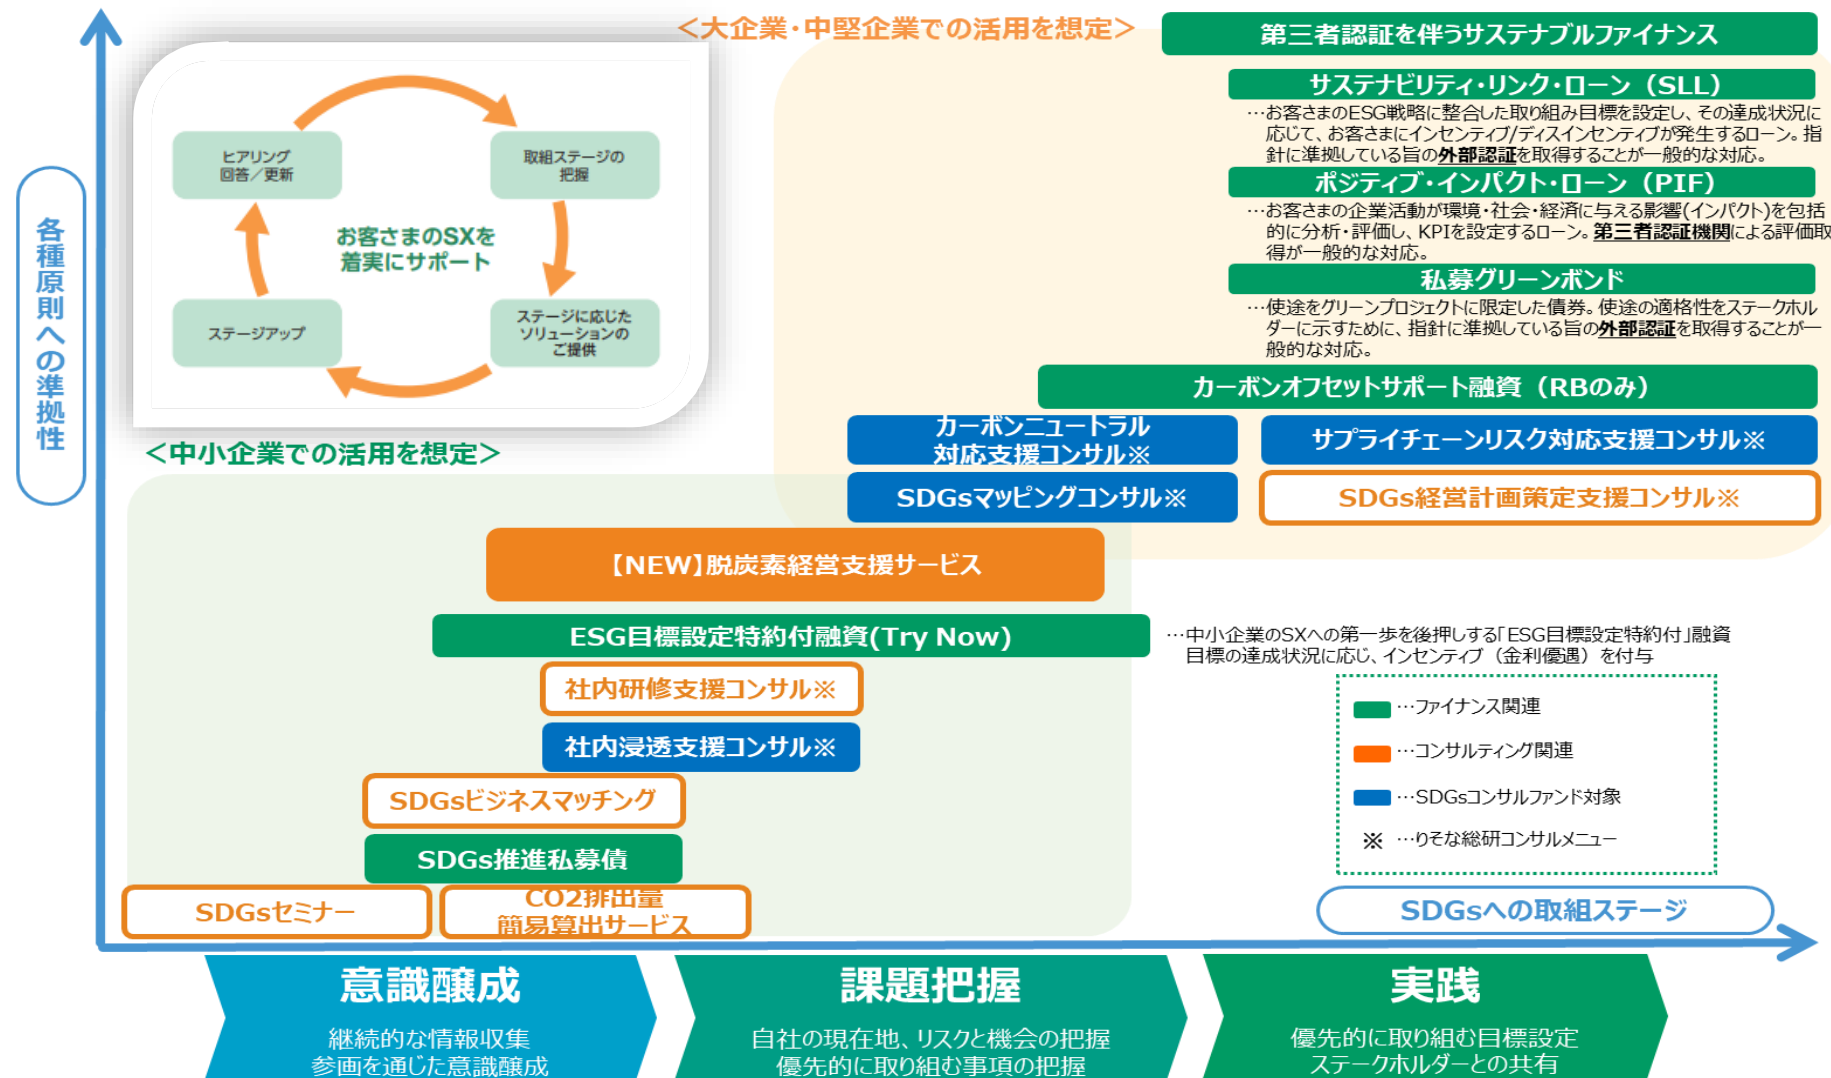 ＜大企業・中堅企業での活用を想定＞
第三者認証を伴うサステナブルファイナンス
サステナビリティ・リンク・ローン（SLL）
…お客さまのESG戦略に整合した取り組み目標を設定し、その達成状況に
応じて、お客さまにインセンティブ/ディスインセンティブが発生するローン。指
針に準拠している旨の外部認証を取得することが一般的な対応。
ポジティブ・インパクト・ローン（PIF）
…お客さまの企業活動が環境・社会・経済に与える影響(インパクト)を包括
的に分析・評価し、KPIを設定するローン。第三者認証機関による評価取
得が一般的な対応。
私募グリーンボンド
…使途をグリーンプロジェクトに限定した債券。使途の適格性をステークホル
ダーに示すために、指針に準拠している旨の外部認証を取得することが一
般的な対応。
カーボンオフセットサポート融資（RBのみ）
カーボンニュートラル
対応支援コンサル※
サプライチェーンリスク対応支援コンサル※
SDGsマッピングコンサル※
SDGs経営計画策定支援コンサル※
ヒアリング
回答／更新
取組ステージの
把握
お客さまのSXを
着実にサポート
ステージアップ
ステージに応じた
ソリューションの
ご提供
各種原則への準拠性
＜中小企業での活用を想定＞
【NEW】脱炭素経営支援サービス
ESG目標設定特約付融資(Try Now)
…中小企業のSXへの第一歩を後押しする「ESG目標設定特約付」融資
目標の達成状況に応じ、インセンティブ（金利優遇）を付与
社内研修支援コンサル※
社内浸透支援コンサル※
SDGsビジネスマッチング
SDGs推進私募債
SDGsセミナー
CO2排出量
簡易算出サービス
…ファイナンス関連
…コンサルティング関連
…SDGsコンサルファンド対象
※ …りそな総研コンサルメニュー
SDGsへの取組ステージ
意識醸成
継続的な情報収集
参画を通じた意識醸成
課題把握
自社の現在地、リスクと機会の把握
優先的に取り組む事項の把握
実践
優先的に取り組む目標設定
ステークホルダーとの共有